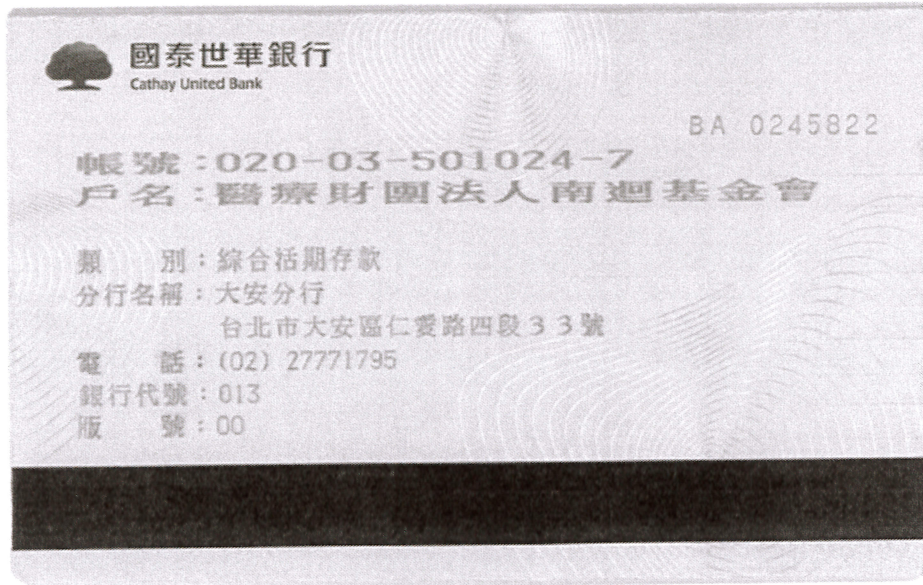 國泰世華銀行
Cathay United Bank
BA 0245822
帳號:020-03-501024-7
戶名:醫療財團法人南迴基金會
類　別:綜合活期存款
分行名稱:大安分行
台北市大安區仁愛路四段33號
電　話:(02) 27771795
銀行代號:013
版　號:00